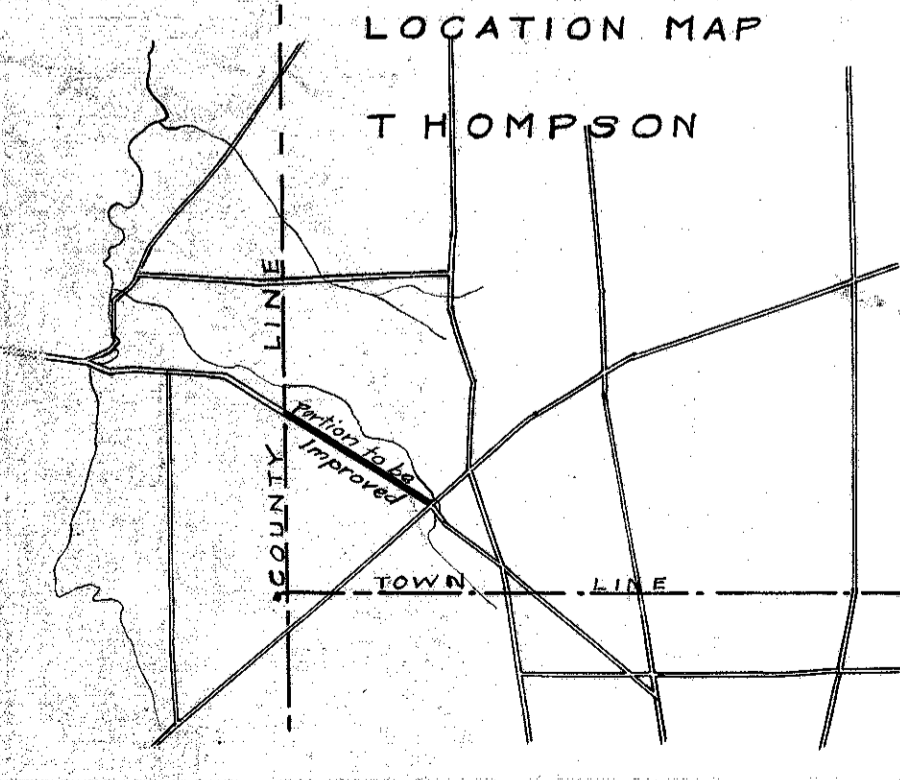 LOCATION MAP
THOMPSON
COUNTY LINE
Portion to be
Improved
TOWN LINE